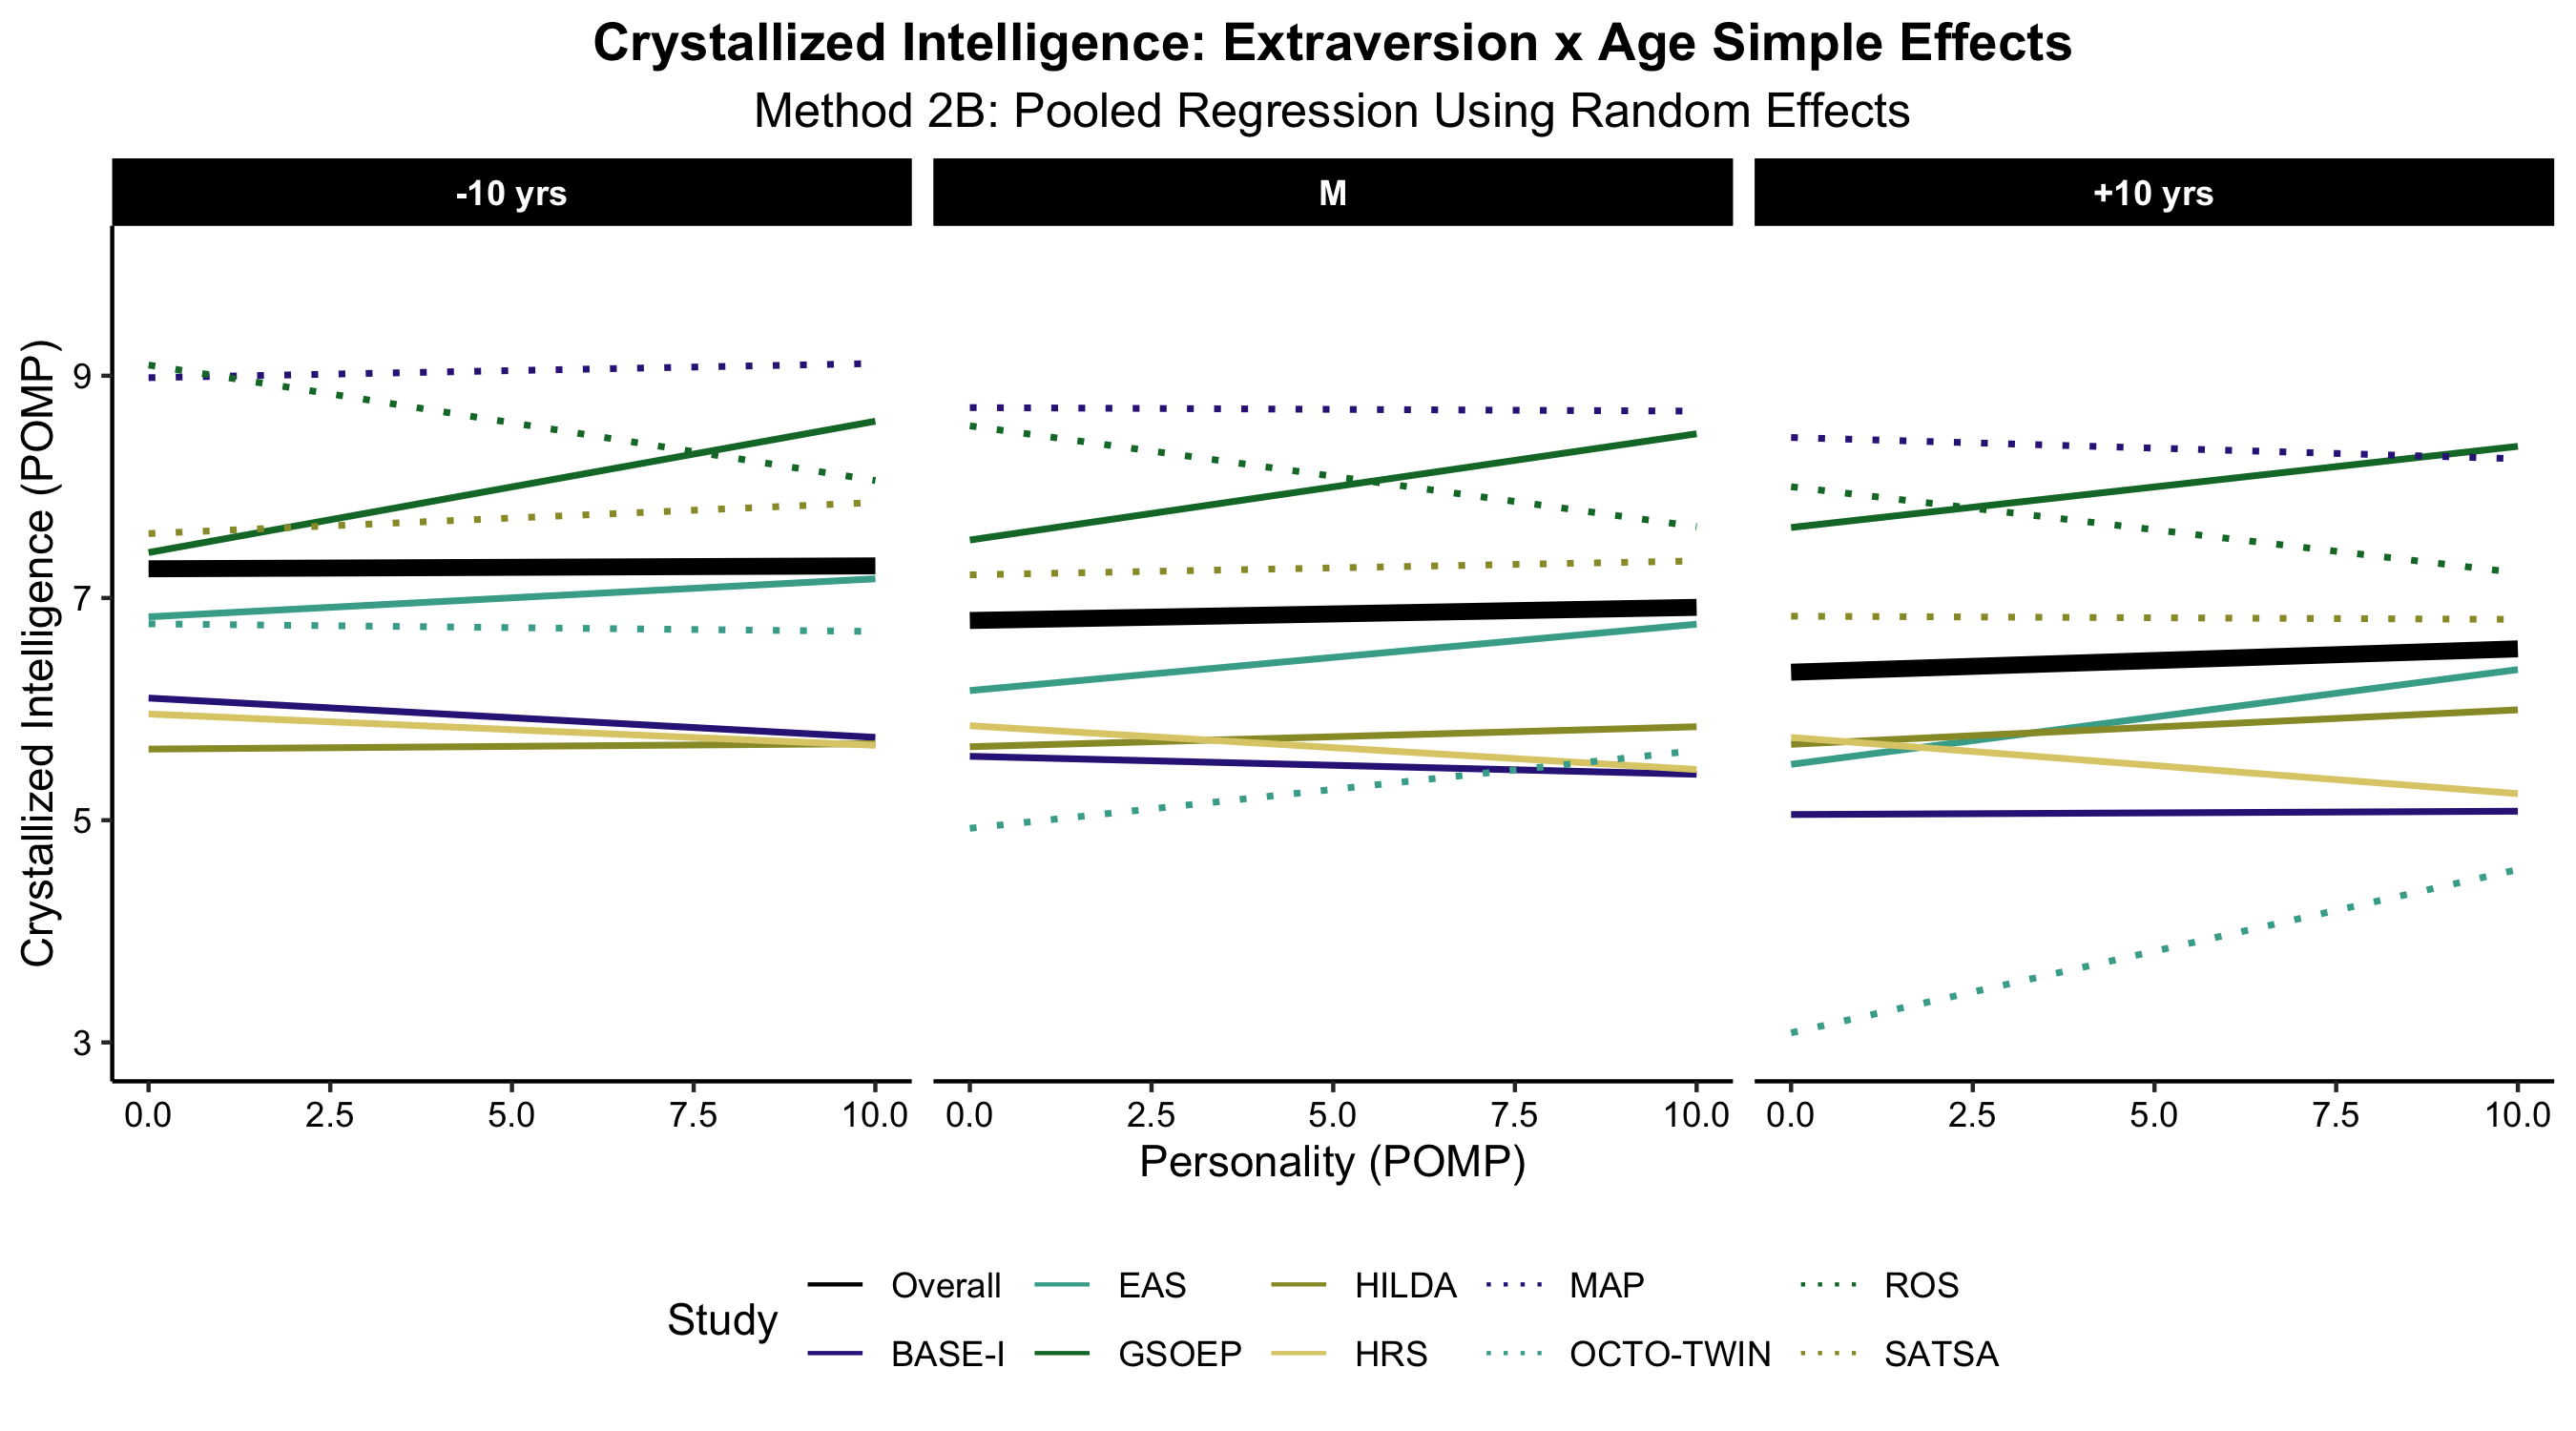 Crystallized Intelligence: Extraversion x Age Simple Effects
Method 2B: Pooled Regression Using Random Effects
-10 yrs
M
+10 yrs
Crystallized Intelligence (POMP)
9
7
5
3
0.0 2.5 5.0 7.5 10.0
0.0 2.5 5.0 7.5 10.0
0.0 2.5 5.0 7.5 10.0
Personality (POMP)
Study
Overall EAS HILDA MAP ROS
BASE-I GSOEP HRS OCTO-TWIN SATSA